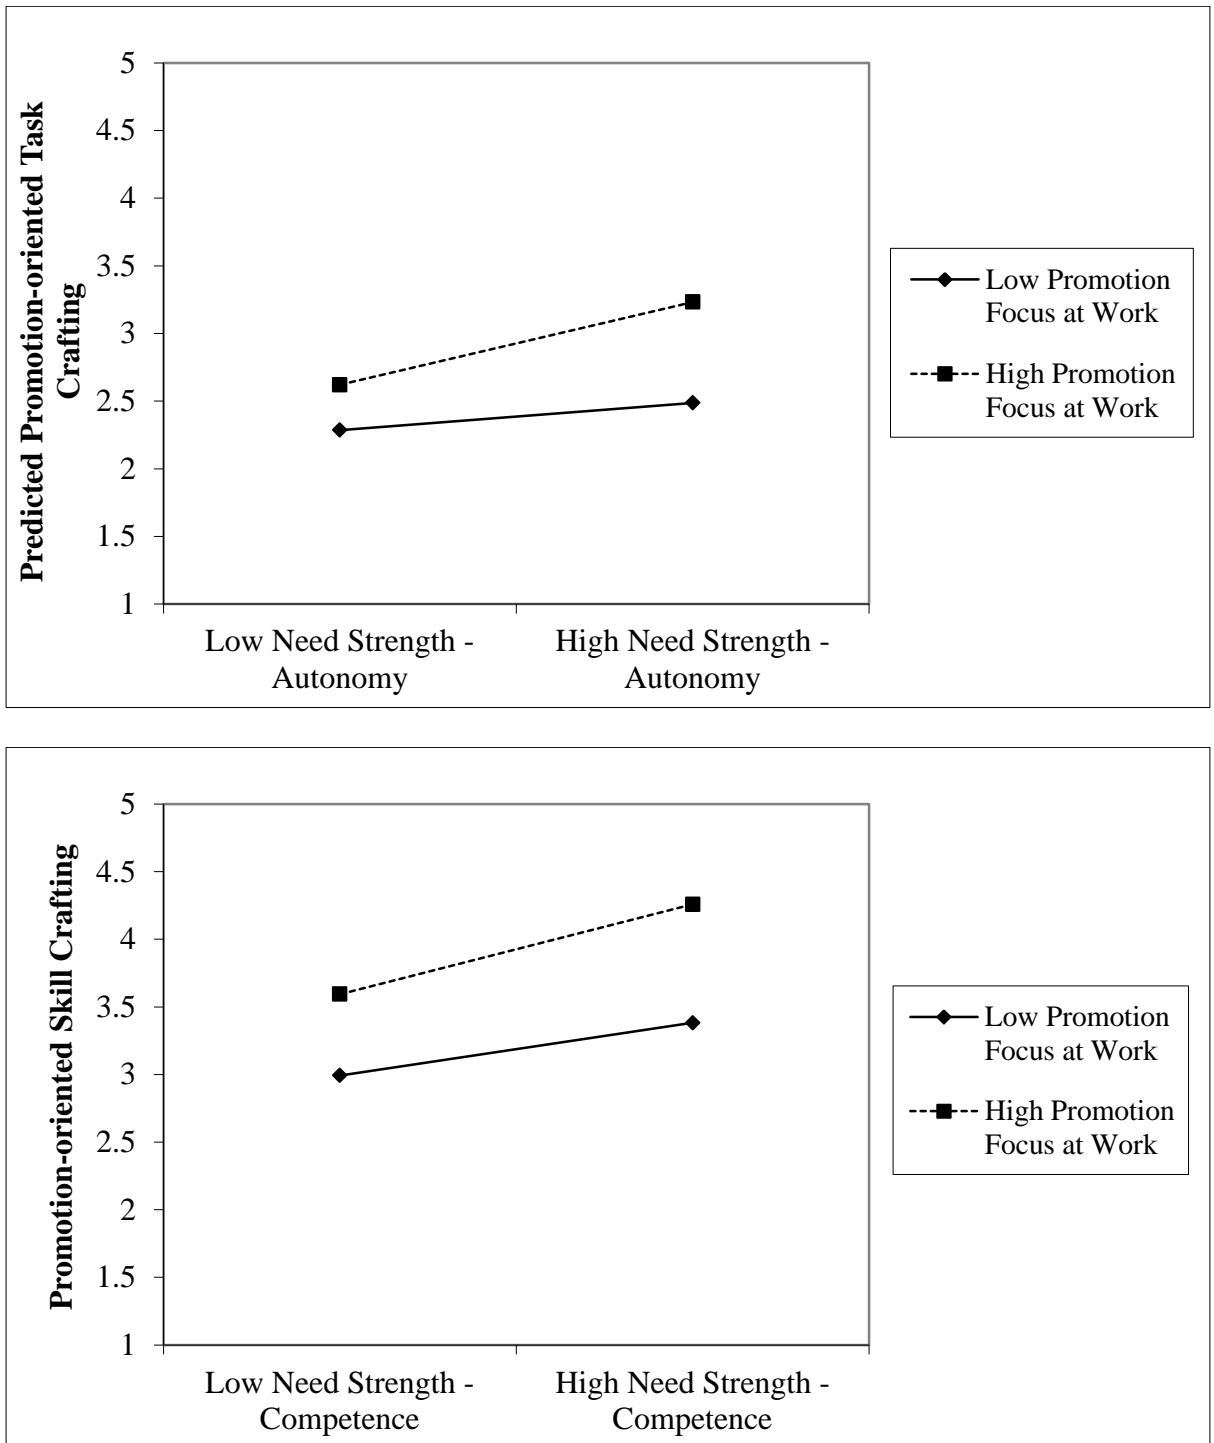 Predicted Promotion-oriented Task
Crafting
5
4.5
4
3.5
3
2.5
2
1.5
1
Low Need Strength -
Autonomy
High Need Strength -
Autonomy
Low Promotion
Focus at Work
High Promotion
Focus at Work
Promotion-oriented Skill Crafting
5
4.5
4
3.5
3
2.5
2
1.5
1
Low Need Strength -
Competence
High Need Strength -
Competence
Low Promotion
Focus at Work
High Promotion
Focus at Work